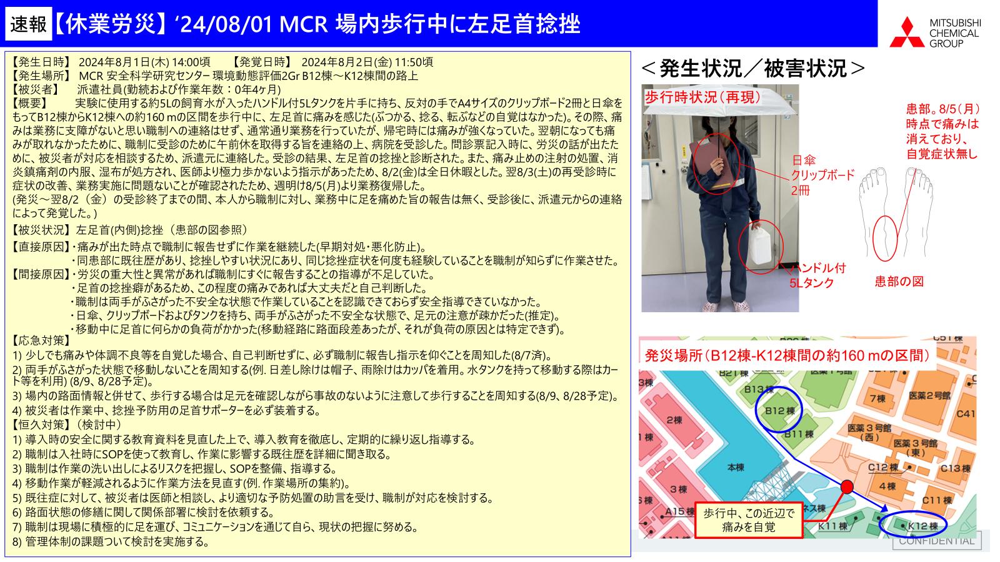 速報【休業労災】‘24/08/01 MCR 場内歩行中に左足首捻挫
MITSUBISHI
CHEMICAL
GROUP
【発生日時】 2024年8月1日(木) 14:00頃 【発覚日時】 2024年8月2日(金) 11:50頃
【発生場所】 MCR 安全科学研究センター 環境動態評価2Gr B12棟～K12棟間の路上
【被災者】 派遣社員(勤続および作業年数：0年4ヶ月)
【概要】 実験に使用する約5Lの飼育水が入ったハンドル付5Lタンクを片手に持ち、反対の手でA4サイズのクリップボード2冊と日傘を
もってB12棟からK12棟への約160 mの区間を歩行中に、左足首に痛みを感じた(ぶつかる、捻る、転ぶなどの自覚はなかった)。その際、痛
みは業務に支障がないと思い職制への連絡はせず、通常通り業務を行っていたが、帰宅時には痛みが強くなっていた。翌朝になっても痛
みが取れなかったために、職制に受診のために午前休を取得する旨を連絡の上、病院を受診した。問診票記入時に、労災の話が出たた
めに、被災者が対応を相談するため、派遣元に連絡した。受診の結果、左足首の捻挫と診断された。また、痛み止めの注射の処置、消
炎鎮痛剤の内服、湿布が処方され、医師より極力歩かないよう指示があったため、8/2(金)は全日休暇とした。翌8/3(土)の再受診時に
症状の改善、業務実施に問題ないことが確認されたため、週明け8/5(月)より業務復帰した。
(発災～翌8/2（金）の受診終了までの間、本人から職制に対し、業務中に足を痛めた旨の報告は無く、受診後に、派遣元からの連絡
によって発覚した。)
【被災状況】 左足首(内側)捻挫（患部の図参照）
【直接原因】・痛みが出た時点で職制に報告せずに作業を継続した(早期対処・悪化防止)。
・同患部に既往歴があり、捻挫しやすい状況にあり、同じ捻挫症状を何度も経験していることを職制が知らずに作業させた。
【間接原因】・労災の重大性と異常があれば職制にすぐに報告することの指導が不足していた。
・足首の捻挫癖があるため、この程度の痛みであれば大丈夫だと自己判断した。
・職制は両手がふさがった不安全な状態で作業していることを認識できておらず安全指導できていなかった。
・日傘、クリップボードおよびタンクを持ち、両手がふさがった不安全な状態で、足元の注意が疎かだった(推定)。
・移動中に足首に何らかの負荷がかかった(移動経路に路面段差あったが、それが負荷の原因とは特定できず)。
【応急対策】
1) 少しでも痛みや体調不良等を自覚した場合、自己判断せずに、必ず職制に報告し指示を仰ぐことを周知した(8/7済)。
2) 両手がふさがった状態で移動しないことを周知する(例. 日差し除けは帽子、雨除けはカッパを着用。水タンクを持って移動する際はカー
ト等を利用) (8/9、8/28予定)。
3) 場内の路面情報と併せて、歩行する場合は足元を確認しながら事故のないように注意して歩行することを周知する(8/9、8/28予定)。
4) 被災者は作業中、捻挫予防用の足首サポーターを必ず装着する。
【恒久対策】（検討中）
1) 導入時の安全に関する教育資料を見直した上で、導入教育を徹底し、定期的に繰り返し指導する。
2) 職制は入社時にSOPを使って教育し、作業に影響する既往歴を詳細に聞き取る。
3) 職制は作業の洗い出しによるリスクを把握し、SOPを整備、指導する。
4) 移動作業が軽減されるように作業方法を見直す(例. 作業場所の集約)。
5) 既往症に対して、被災者は医師と相談し、より適切な予防処置の助言を受け、職制が対応を検討する。
6) 路面状態の修繕に関して関係部署に検討を依頼する。
7) 職制は現場に積極的に足を運び、コミュニケーションを通じて自ら、現状の把握に努める。
8) 管理体制の課題ついて検討を実施する。
＜発生状況／被害状況＞
歩行時状況（再現）
日傘
クリップボード
2冊
ハンドル付
5Lタンク
患部。8/5（月）
時点で痛みは
消えており、
自覚症状無し
患部の図
発災場所（B12棟-K12棟間の約160 mの区間）
C51棟
3棟
B21棟
B13棟
7棟
医薬2号館
2棟
B12棟
C41
1棟
B11棟
医薬3号館
(西)
医薬3号館
(東)
本棟
C12棟
C13棟
3棟
4棟
6棟
ネス棟
C11棟
A15棟
K11棟
K12棟
歩行中、この近辺で
痛みを自覚
CONFIDENTIAL